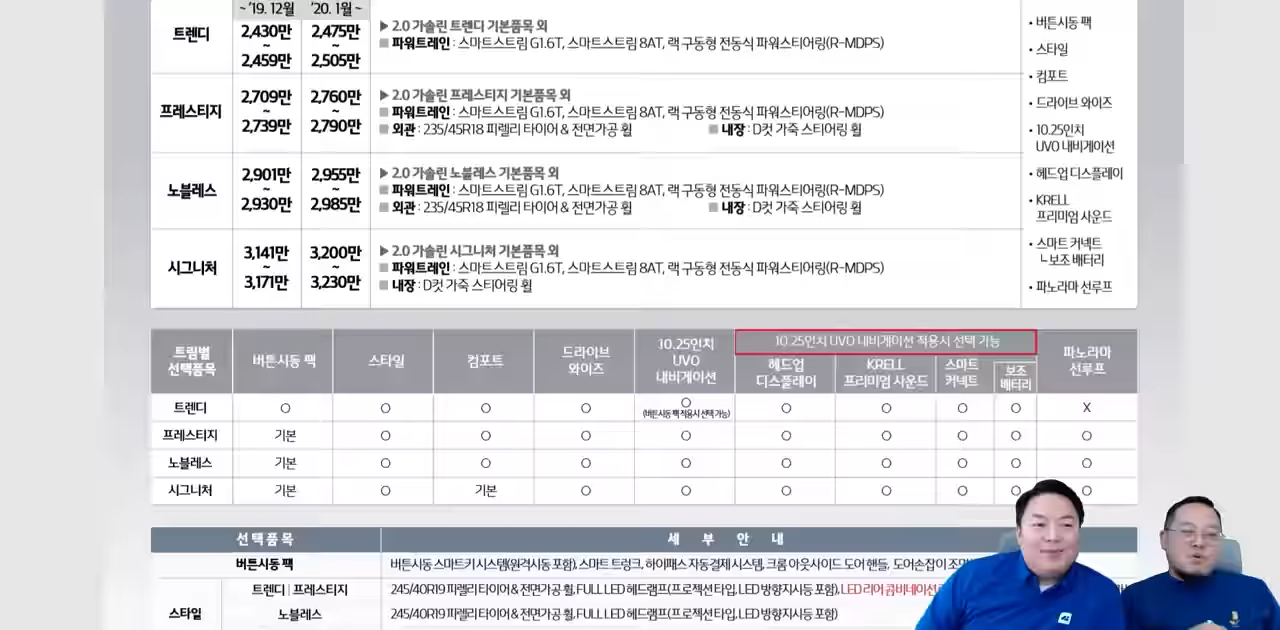 ~ '19. 12월 '20. 1월 ~
트렌디 2,430만 ~ 2,459만 2,475만 ~ 2,505만
▶ 2.0 가솔린 트렌디 기본품목 외
■ 파워트레인 : 스마트스트림 G1.6T, 스마트스트림 8AT, 랙 구동형 전동식 파워스티어링(R-MDPS)
프레스티지 2,709만 ~ 2,739만 2,760만 ~ 2,790만
▶ 2.0 가솔린 프레스티지 기본품목 외
■ 파워트레인 : 스마트스트림 G1.6T, 스마트스트림 8AT, 랙 구동형 전동식 파워스티어링(R-MDPS)
■ 외관 : 235/45R18 피렐리 타이어 & 전면가공 휠 ■ 내장 : D컷 가죽 스티어링 휠
노블레스 2,901만 ~ 2,930만 2,955만 ~ 2,985만
▶ 2.0 가솔린 노블레스 기본품목 외
■ 파워트레인 : 스마트스트림 G1.6T, 스마트스트림 8AT, 랙 구동형 전동식 파워스티어링(R-MDPS)
■ 외관 : 235/45R18 피렐리 타이어 & 전면가공 휠 ■ 내장 : D컷 가죽 스티어링 휠
시그니처 3,141만 ~ 3,171만 3,200만 ~ 3,230만
▶ 2.0 가솔린 시그니처 기본품목 외
■ 파워트레인 : 스마트스트림 G1.6T, 스마트스트림 8AT, 랙 구동형 전동식 파워스티어링(R-MDPS)
■ 내장 : D컷 가죽 스티어링 휠
• 버튼시동 팩
• 스타일
• 컴포트
• 드라이브 와이즈
• 10.25인치
UVO 내비게이션
• 헤드업 디스플레이
• KRELL
프리미엄 사운드
• 스마트 커넥트
└ 보조 배터리
• 파노라마 선루프
트림별 선택품목 버튼시동 팩 스타일 컴포트 드라이브 와이즈 10.25인치 UVO 내비게이션 10.25인치 UVO 내비게이션 적용시 선택 가능 파노라마 선루프
헤드업 디스플레이 KRELL 프리미엄 사운드 스마트 커넥트 보조 배터리
트렌디 ○ ○ ○ ○ ○ ○ ○ ○ ○ X
(버튼시동 팩 적용시 선택 가능)
프레스티지 기본 ○ ○ ○ ○ ○ ○ ○ ○ ○
노블레스 기본 ○ ○ ○ ○ ○ ○ ○ ○ ○
시그니처 기본 ○ 기본 ○ ○ ○ ○ ○ ○ ○
선택품목 세부안내
버튼시동 팩 버튼시동 스마트키 시스템(원격시동 포함), 스마트 트렁크, 하이패스 자동결제 시스템, 크롬 아웃사이드 도어 핸들, 도어손잡이
스타일
트렌디 | 프레스티지 245/40R19 피렐리 타이어 & 전면가공 휠, FULL LED 헤드램프(프로젝션 타입, LED 방향지시등 포함), LED 리어 콤비네이션
노블레스 245/40R19 피렐리 타이어 & 전면가공 휠, FULL LED 헤드램프(프로젝션 타입, LED 방향지시등 포함)